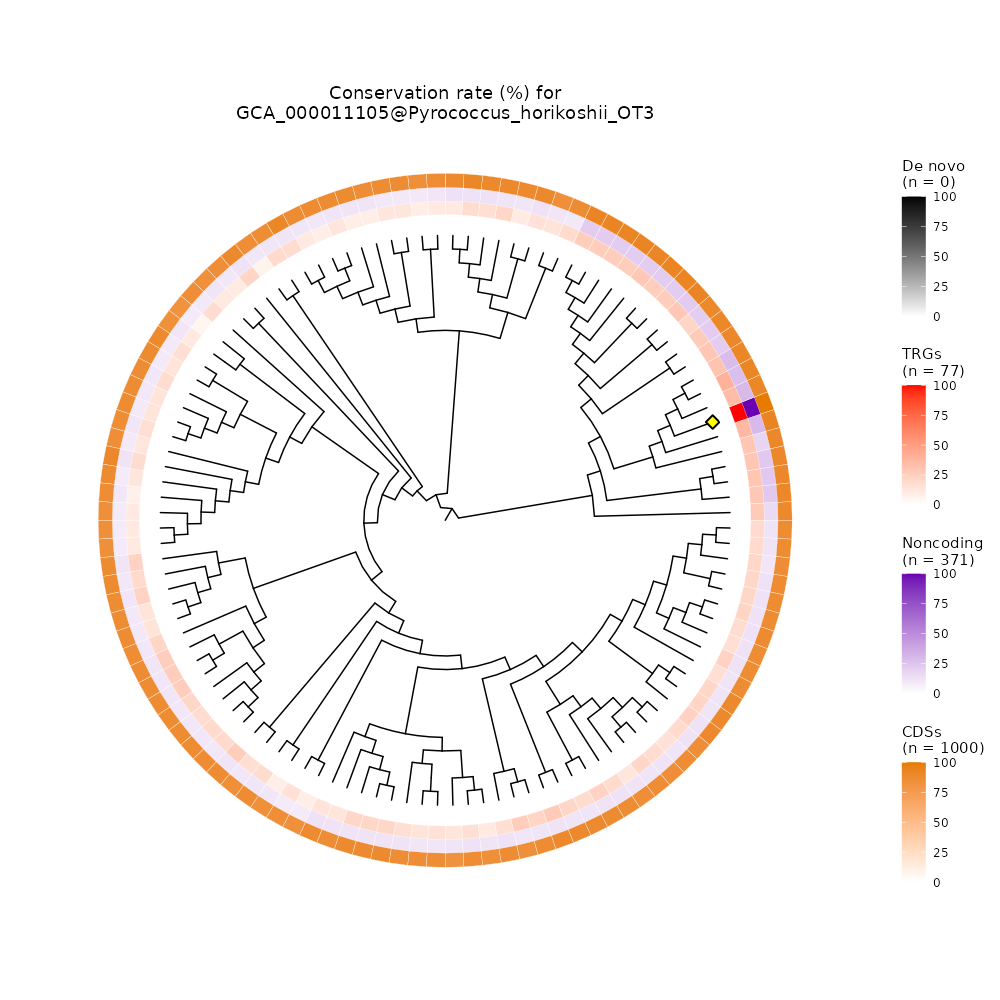 Conservation rate (%) for
GCA_000011105@Pyrococcus_horikoshii_OT3
De novo
(n = 0)
100
75
50
25
0
TRGs
(n = 77)
100
75
50
25
0
Noncoding
(n = 371)
100
75
50
25
0
CDSs
(n = 1000)
100
75
50
25
0